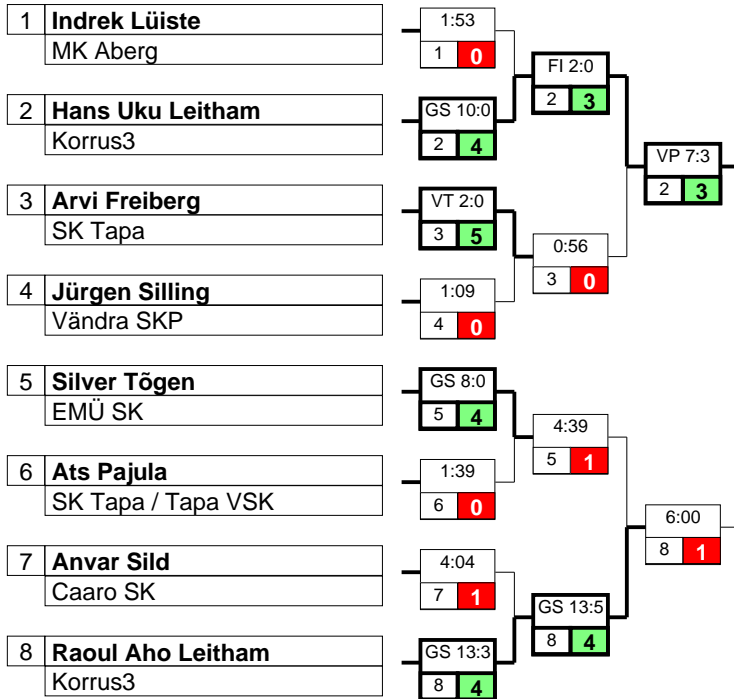 1 Indrek Lüiste
MK Aberg
1:53
1 0
FI 2:0
2 3
2 Hans Uku Leitham
Korrus3
GS 10:0
2 4
VP 7:3
2 3
3 Arvi Freiberg
SK Tapa
VT 2:0
3 5
0:56
3 0
4 Jürgen Silling
Vändra SKP
1:09
4 0
5 Silver Tõgen
EMÜ SK
GS 8:0
5 4
4:39
5 1
6 Ats Pajula
SK Tapa / Tapa VSK
1:39
6 0
6:00
8 1
7 Anvar Sild
Caaro SK
4:04
7 1
GS 13:5
8 4
8 Raoul Aho Leitham
Korrus3
GS 13:3
8 4